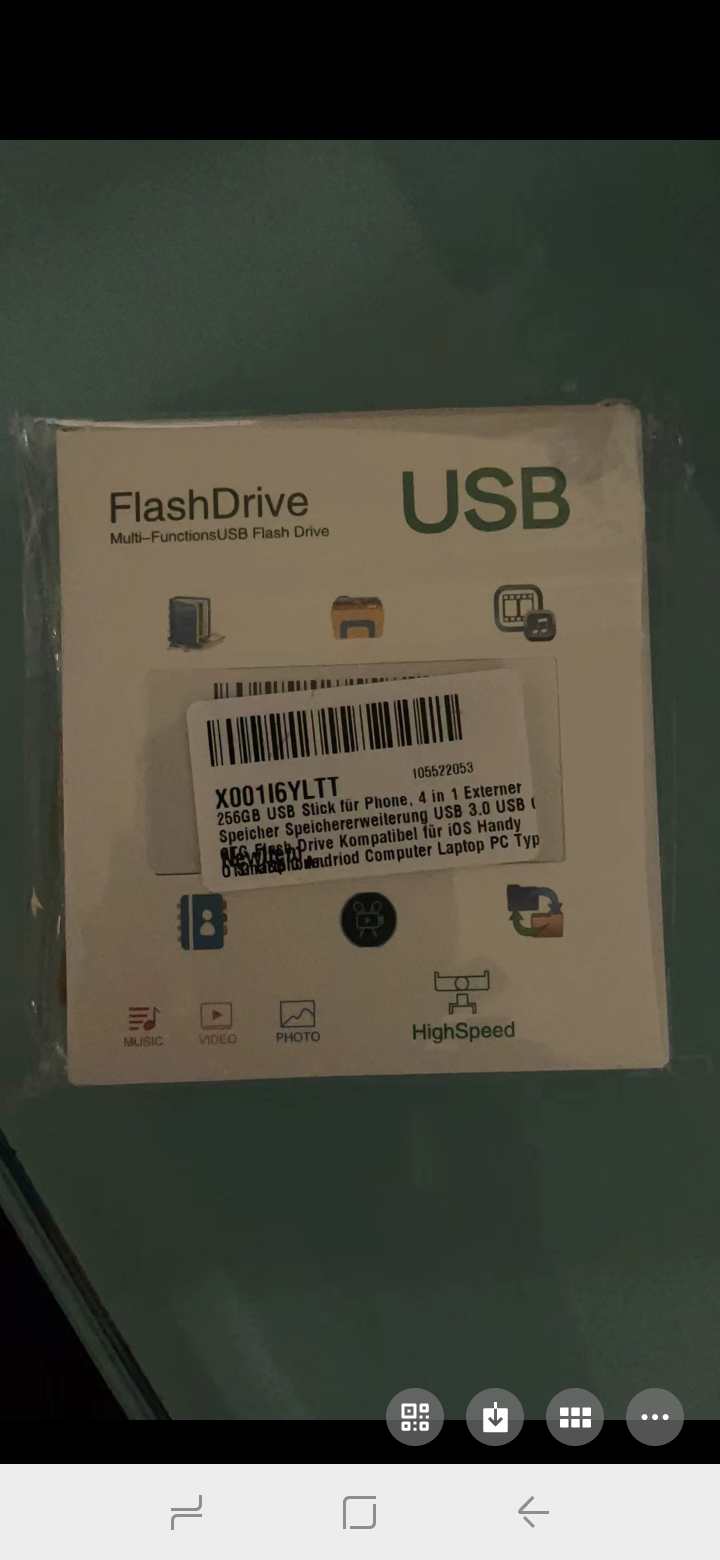 FlashDrive
USB
Multi–FunctionsUSB Flash Drive
X001I6YLTT
105522053
256GB USB Stick für Phone, 4 in 1 Externer
Speicher Speichererweiterung USB 3.0 USB (
Flash Drive Kompatibel für iOS Handy
Andriod Computer Laptop PC Typ
MUSIC
VIDEO
PHOTO
HighSpeed